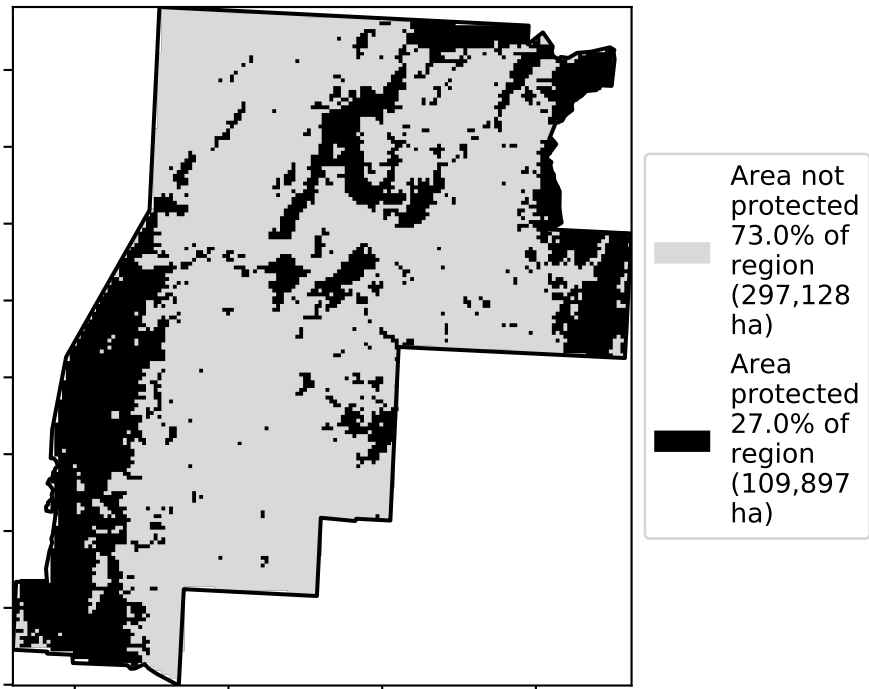 Area not
protected
73.0% of
region
(297,128
ha)
Area
protected
27.0% of
region
(109,897
ha)